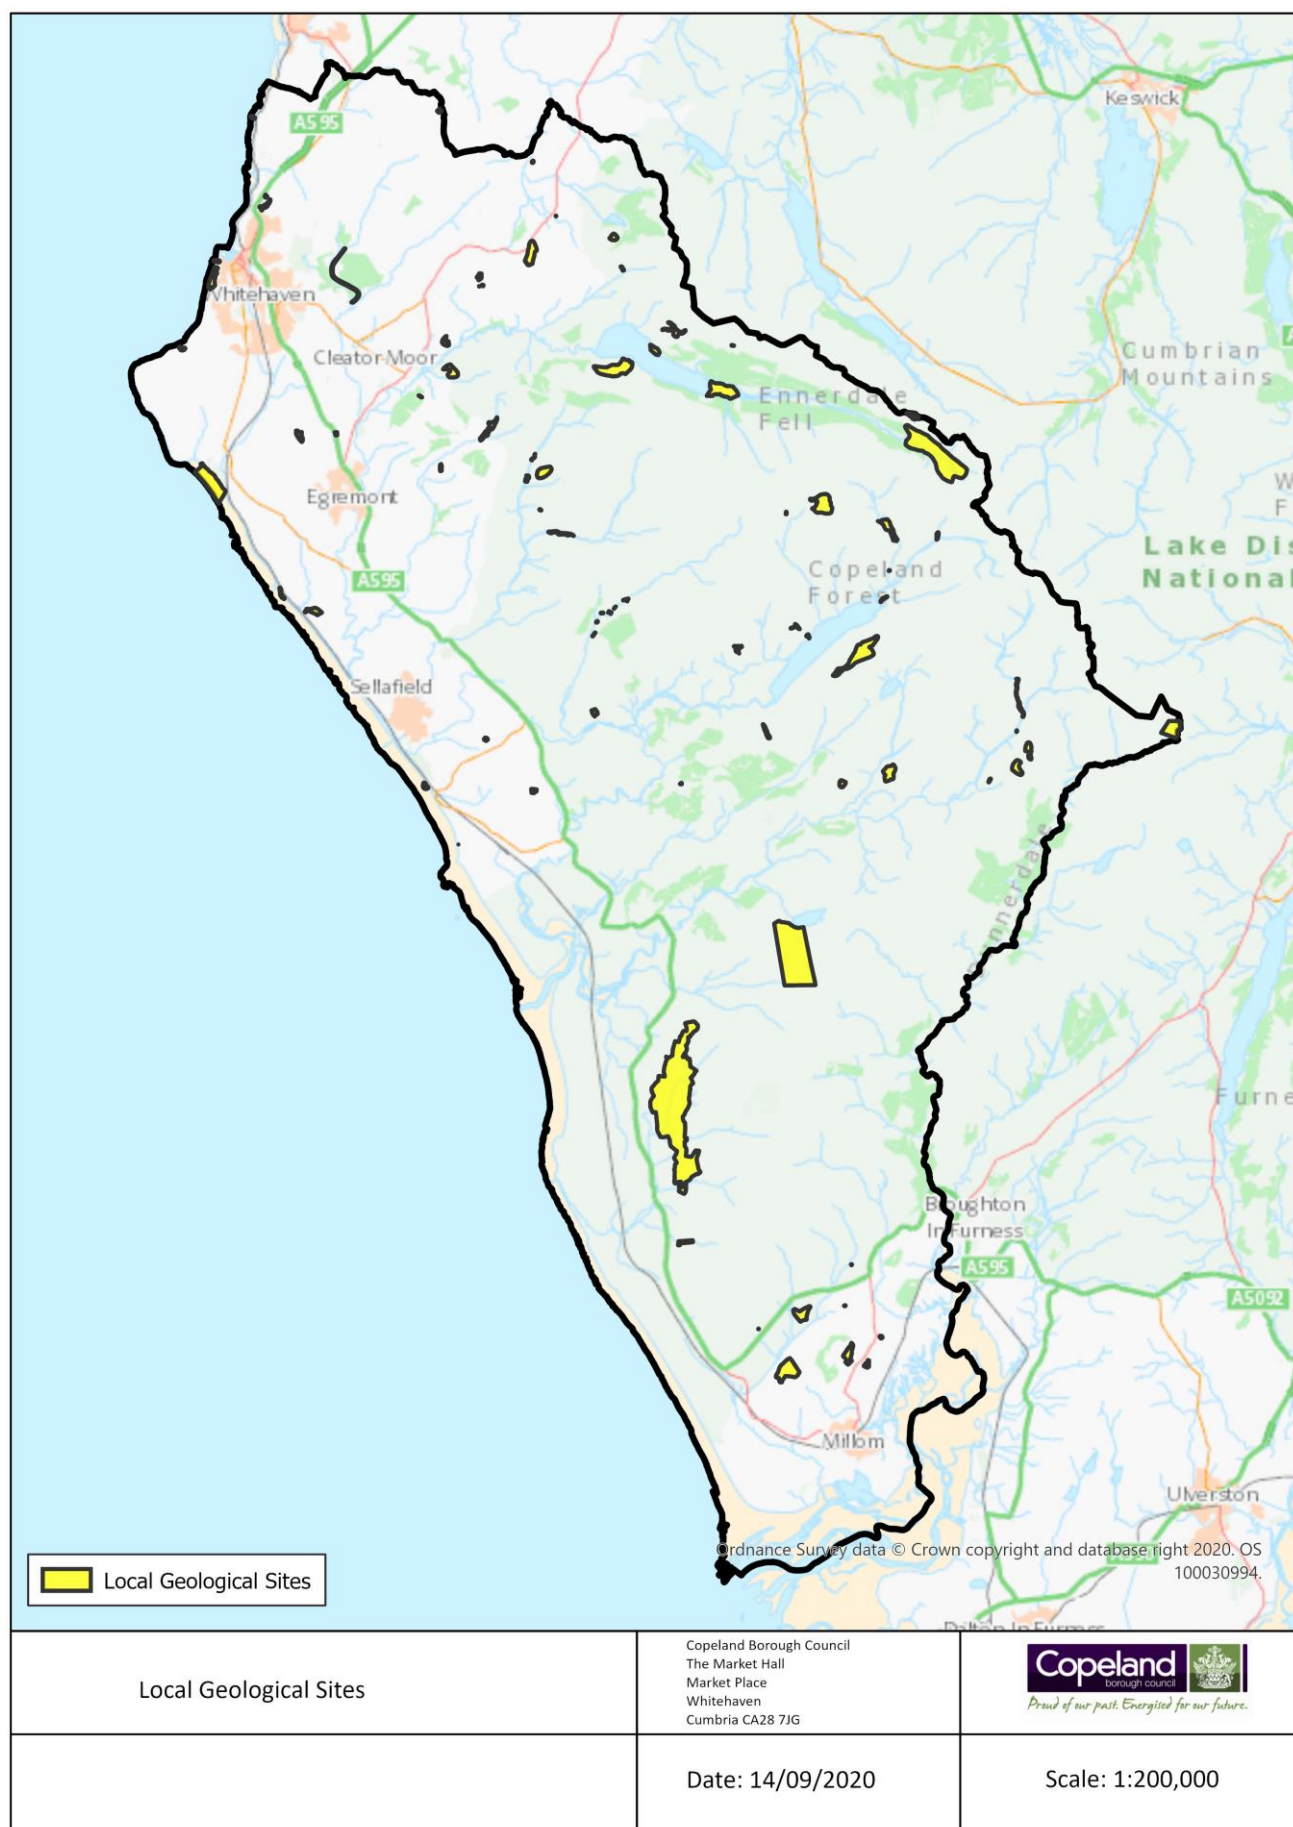 Keswick
A595
Whitehaven
Cleator Moor
Cumbrian
Mountains
Ennerdale
Fell
Egremont
W
F
Lake Dis
National
A595
Copeland
Forest
Sellafield
Furne
Broughton
In Furness
A595
A5092
Millom
Ulverston
Ordnance Survey data © Crown copyright and database right 2020. OS
100030994.
Local Geological Sites
Dalton In Furness
Local Geological Sites
Copeland Borough Council
The Market Hall
Market Place
Whitehaven
Cumbria CA28 7JG
Copeland
borough council
Proud of our past. Energised for our future.
Date: 14/09/2020
Scale: 1:200,000